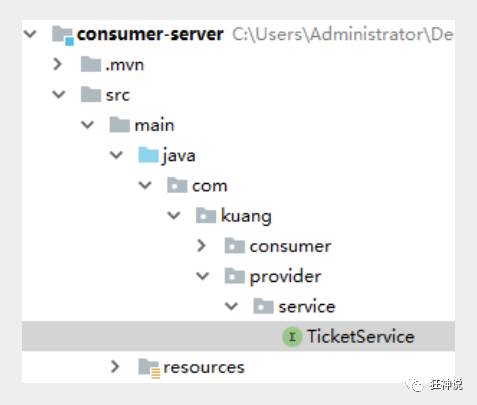 consumer-server C:\Users\Administrator\De
.mvn
src
main
java
com
kuang
consumer
provider
service
I TicketService
resources
狂神说